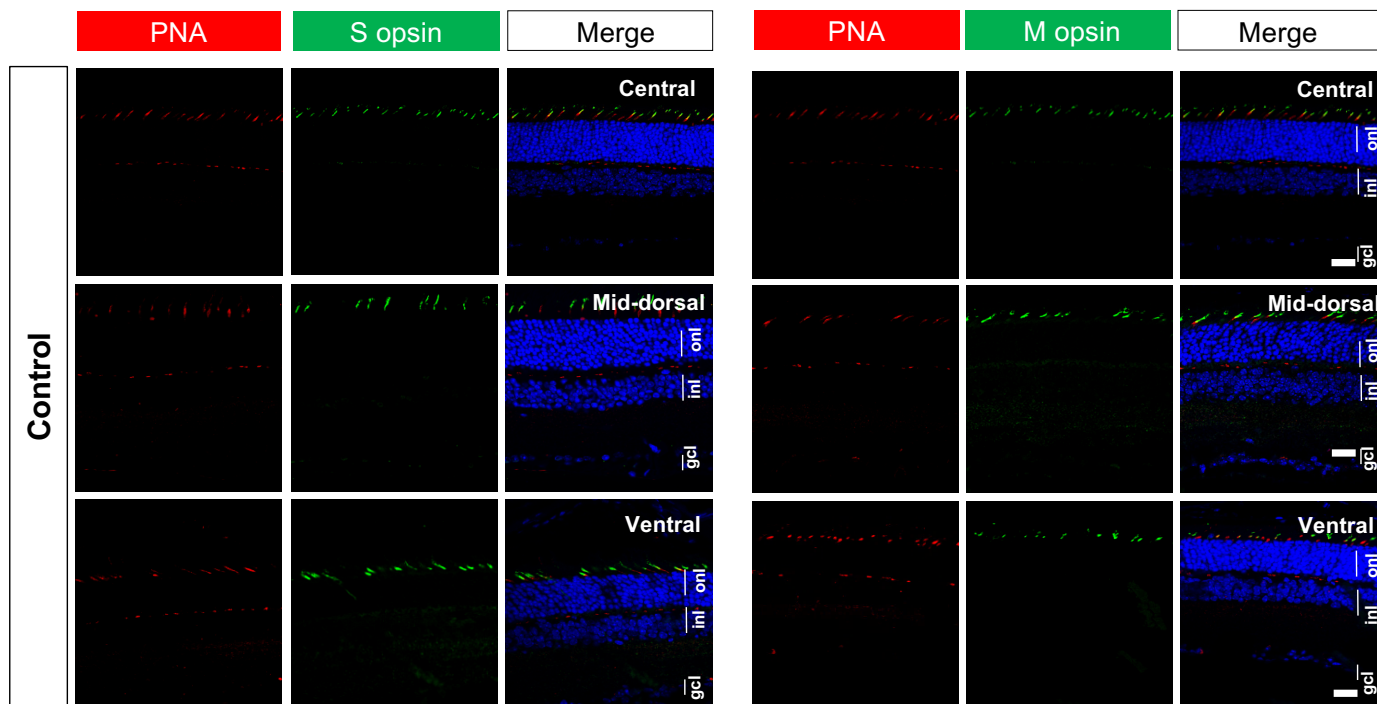 PNA S opsin Merge PNA M opsin Merge
Control
Central
Central
onl
inl
gcl
Mid-dorsal
onl
inl
gcl
Mid-dorsal
onl
inl
gcl
Ventral
onl
inl
gcl
Ventral
onl
inl
gcl